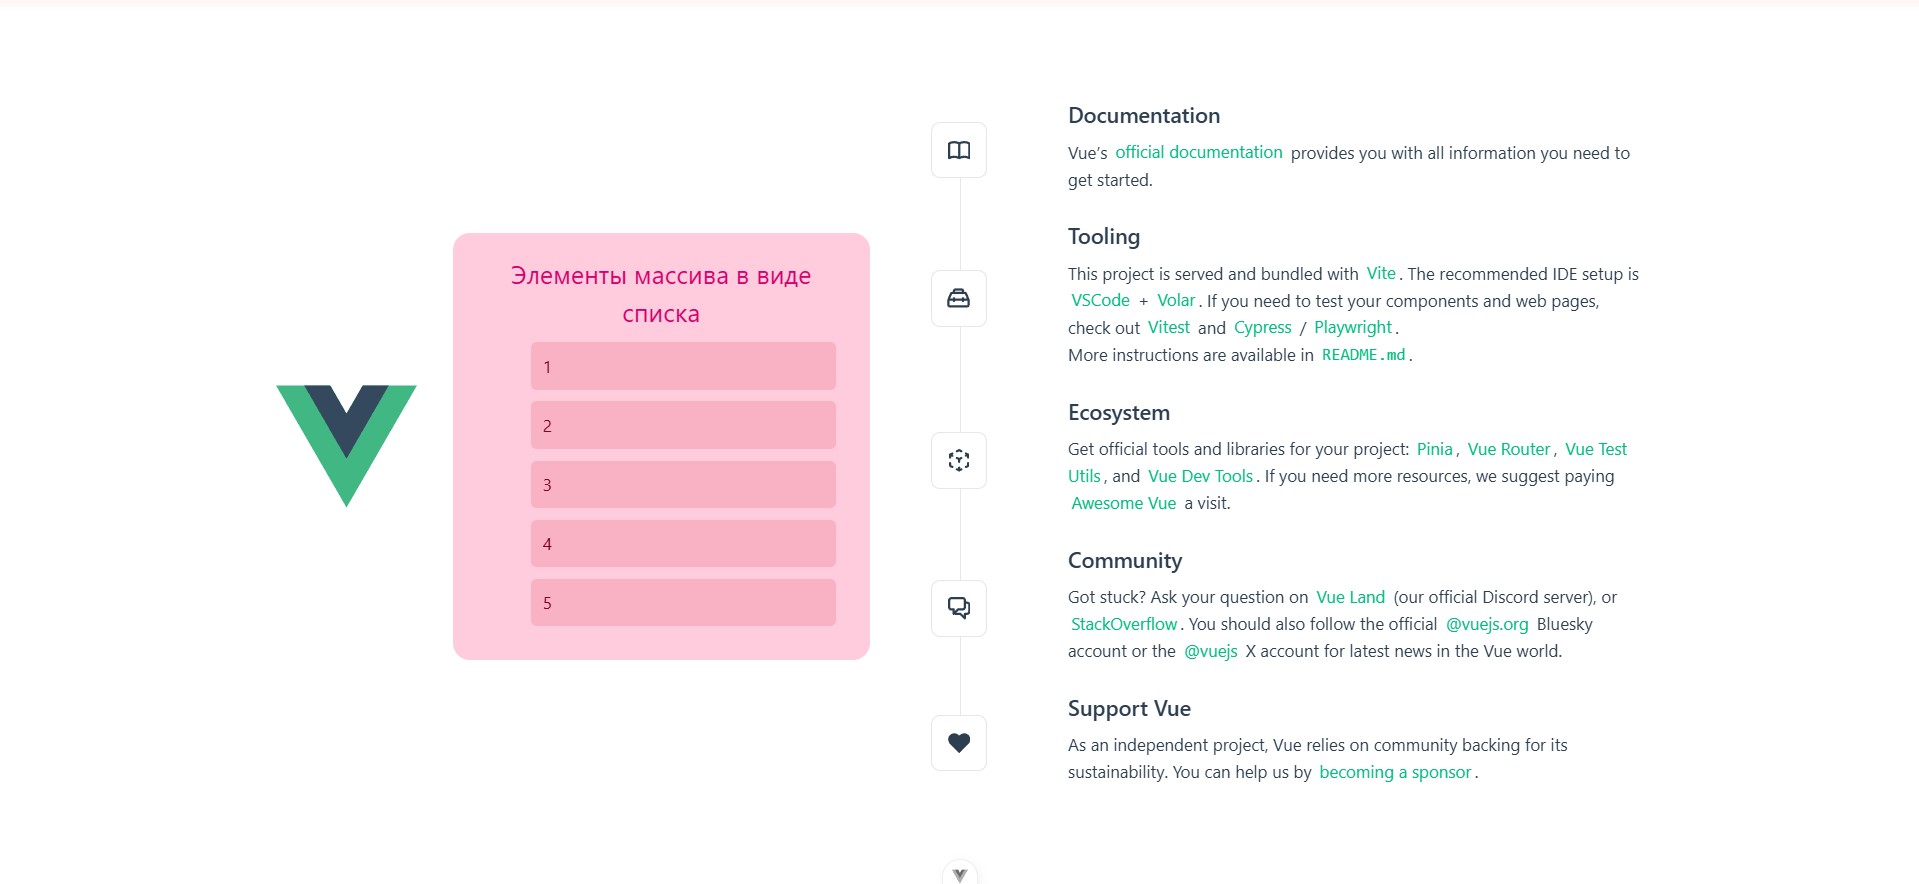 Элементы массива в виде
списка
1
2
3
4
5
Documentation
Vue’s official documentation provides you with all information you need to
get started.
Tooling
This project is served and bundled with Vite. The recommended IDE setup is
VSCode + Volar. If you need to test your components and web pages,
check out Vitest and Cypress / Playwright.
More instructions are available in README.md.
Ecosystem
Get official tools and libraries for your project: Pinia, Vue Router, Vue Test
Utils, and Vue Dev Tools. If you need more resources, we suggest paying
Awesome Vue a visit.
Community
Got stuck? Ask your question on Vue Land (our official Discord server), or
StackOverflow. You should also follow the official @vuejs.org Bluesky
account or the @vuejs X account for latest news in the Vue world.
Support Vue
As an independent project, Vue relies on community backing for its
sustainability. You can help us by becoming a sponsor.